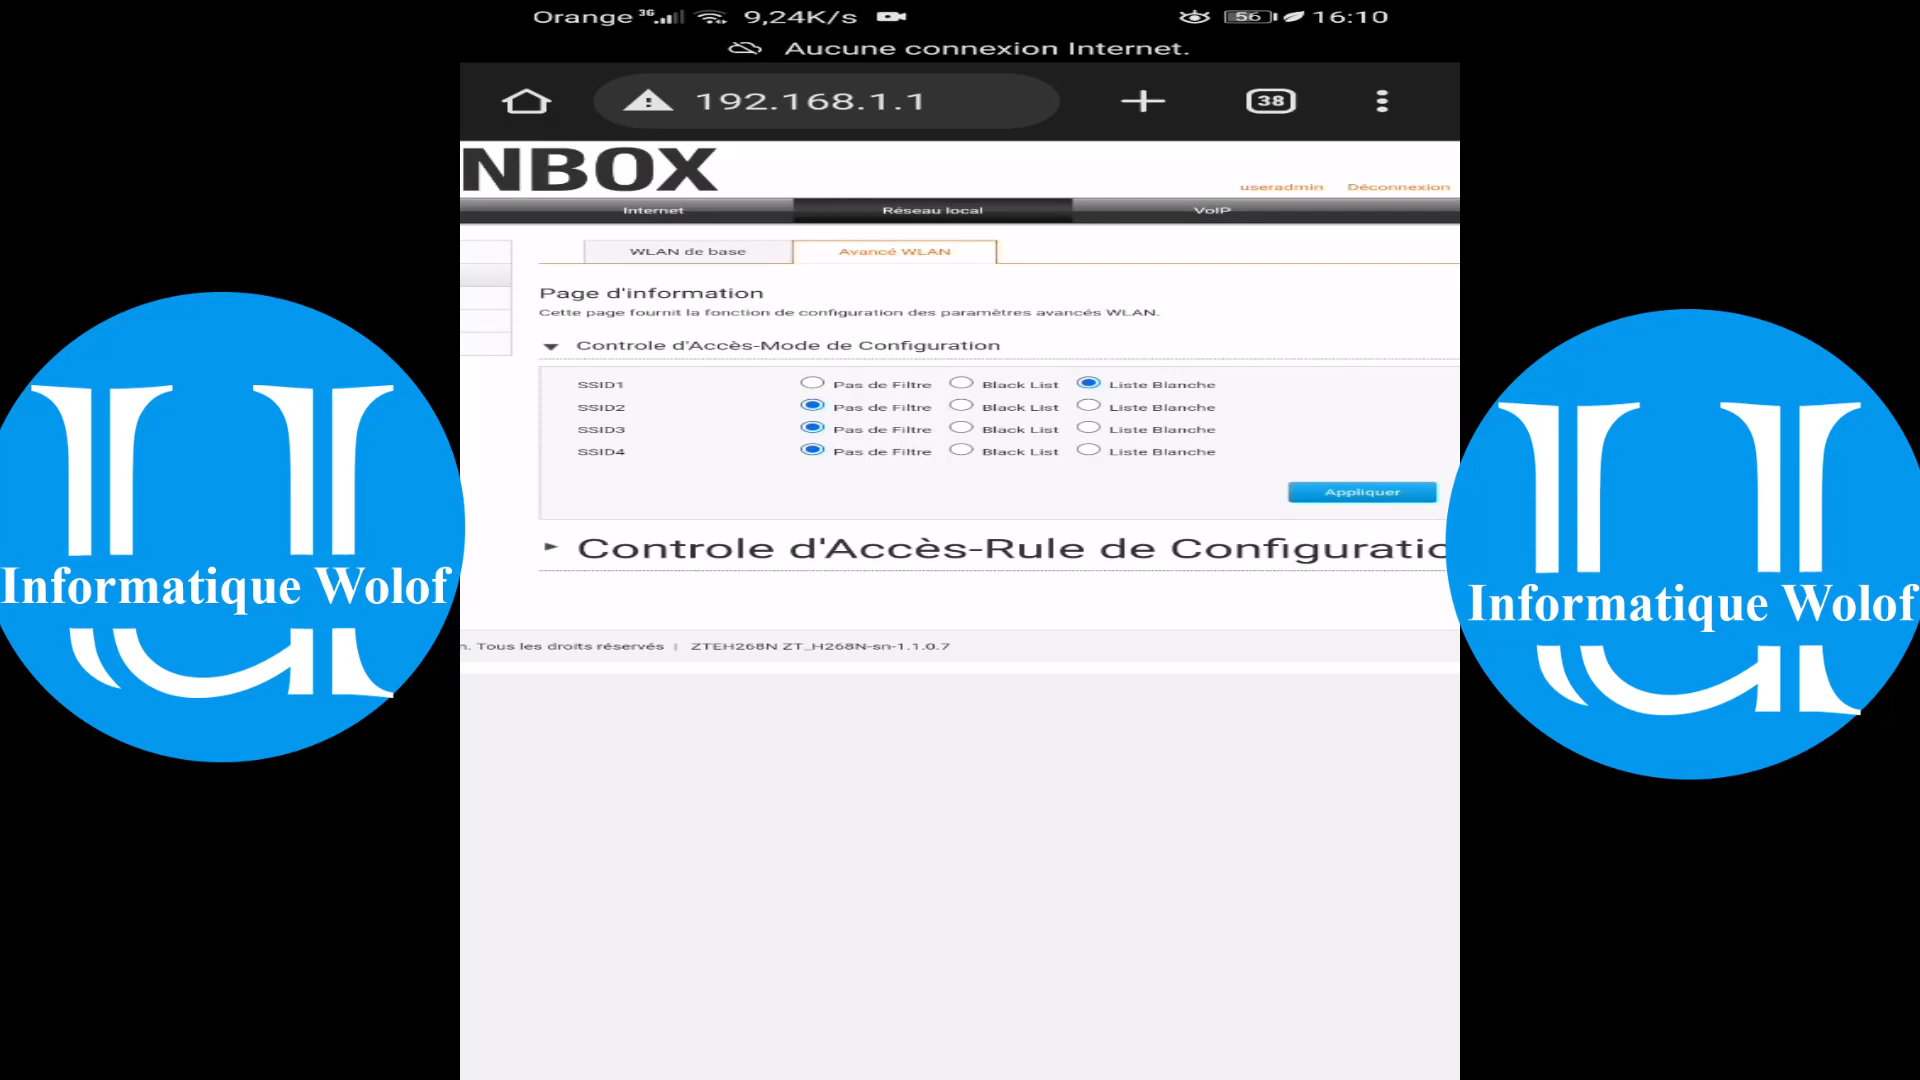 Orange 3G 9,24K/s 56 16:10
Aucune connexion Internet.
192.168.1.1 38
NBOX
useradmin Déconnexion
Internet Réseau local VoIP
WLAN de base Avancé WLAN
Page d'information
Cette page fournit la fonction de configuration des paramètres avancés WLAN.
Controle d'Accès-Mode de Configuration
SSID1 Pas de Filtre Black List Liste Blanche
SSID2 Pas de Filtre Black List Liste Blanche
SSID3 Pas de Filtre Black List Liste Blanche
SSID4 Pas de Filtre Black List Liste Blanche
Appliquer
Controle d'Accès-Rule de Configuratio
n. Tous les droits réservés | ZTEH268N ZT_H268N-sn-1.1.0.7
Informatique Wolof
Informatique Wolof